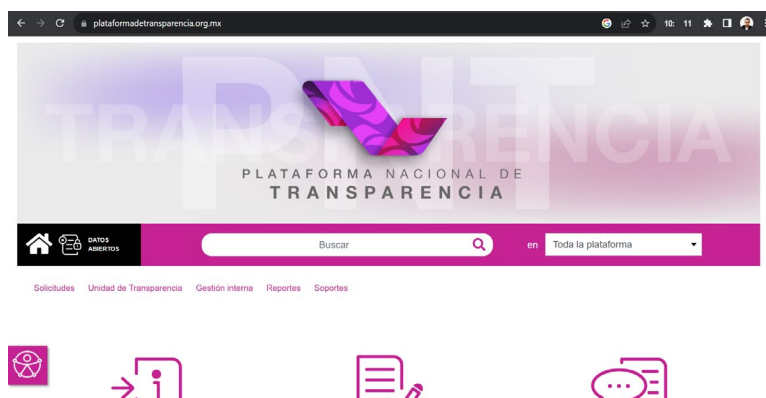 plataformadetransparencia.org.mx
10: 11
PNT
TRANSPARENCIA
PLATAFORMA NACIONAL DE
TRANSPARENCIA
DATOS
ABIERTOS
Buscar
en
Toda la plataforma
Solicitudes Unidad de Transparencia Gestión interna Reportes Soportes